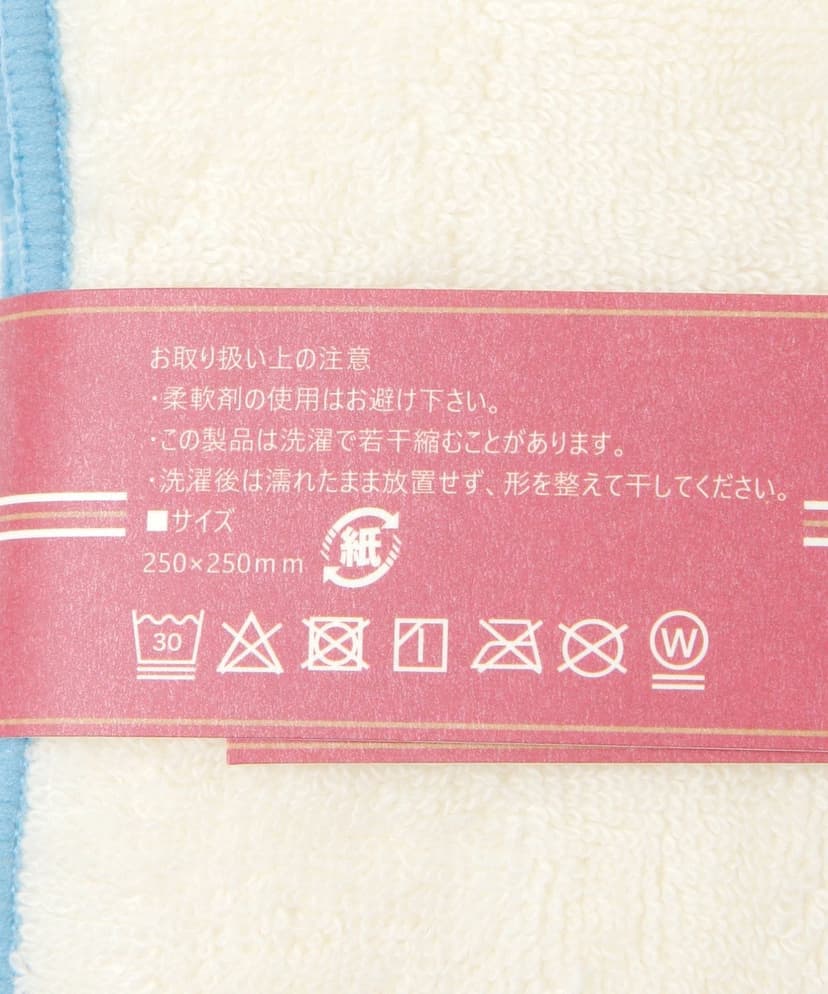 お取り扱い上の注意
・柔軟剤の使用はお避け下さい。
・この製品は洗濯で若干縮むことがあります。
・洗濯後は濡れたまま放置せず、形を整えて干してください。
■サイズ
250×250mm
紙
30
W